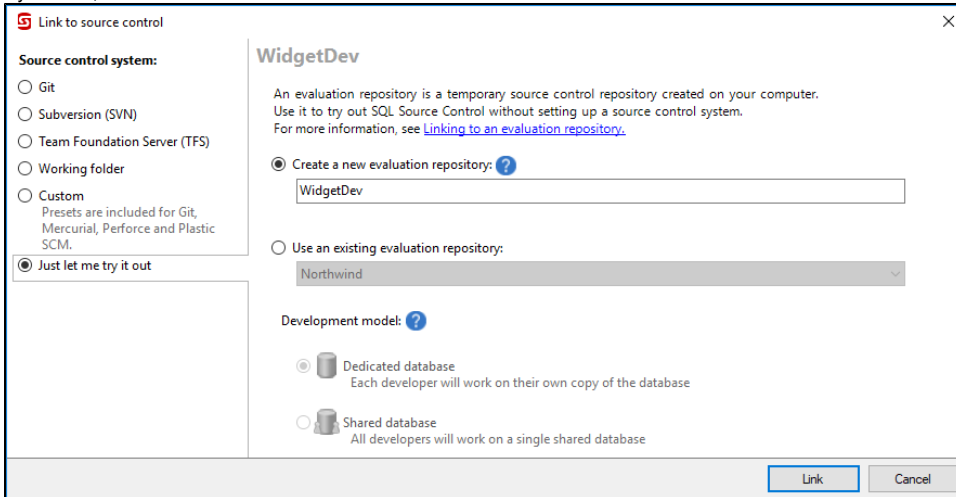 Link to source control
Source control system:
Git
Subversion (SVN)
Team Foundation Server (TFS)
Working folder
Custom
Presets are included for Git,
Mercurial, Perforce and Plastic
SCM.
Just let me try it out
WidgetDev
An evaluation repository is a temporary source control repository created on your computer.
Use it to try out SQL Source Control without setting up a source control system.
For more information, see Linking to an evaluation repository.
Create a new evaluation repository: ?
WidgetDev
Use an existing evaluation repository:
Northwind
Development model: ?
Dedicated database
Each developer will work on their own copy of the database
Shared database
All developers will work on a single shared database
Link
Cancel